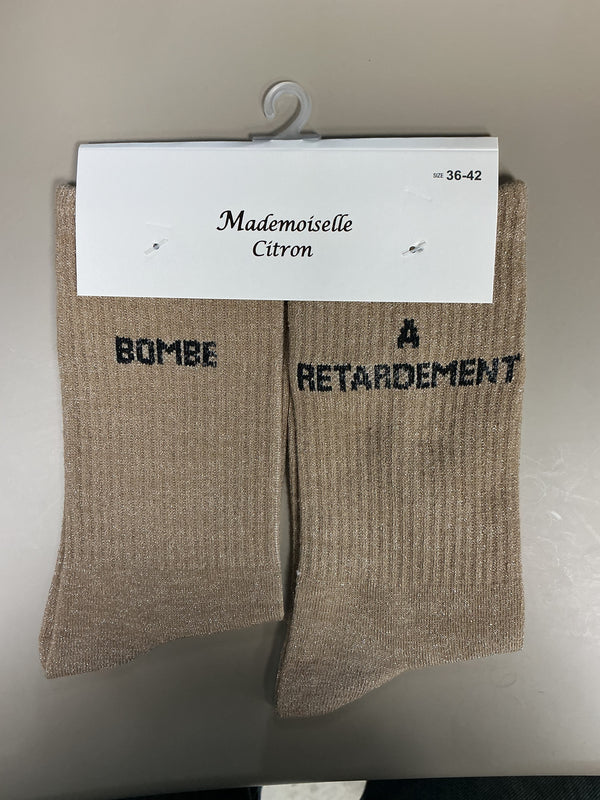 SIZE 36-42
Mademoiselle
Citron
BOMBE
À
RETARDEMENT